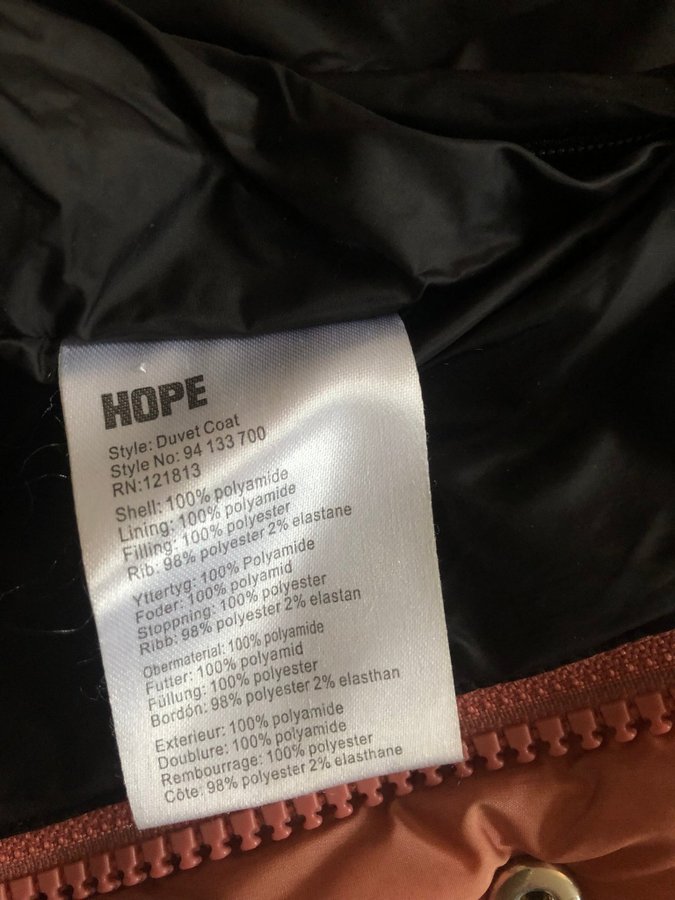 HOPE
Style: Duvet Coat
Style No: 94 133 700
RN:121813
Shell: 100% polyamide
Lining: 100% polyamide
Filling: 100% polyester
Rib: 98% polyester 2% elastane
Yttertyg: 100% Polyamide
Foder: 100% polyamid
Stoppning: 100% polyester
Ribb: 98% polyester 2% elastan
Obermaterial: 100% polyamide
Futter: 100% polyamid
Füllung: 100% polyester
Bordón: 98% polyester 2% elasthan
Exterieur: 100% polyamide
Doublure: 100% polyamide
Rembourrage: 100% polyester
Côte: 98% polyester 2% elasthane